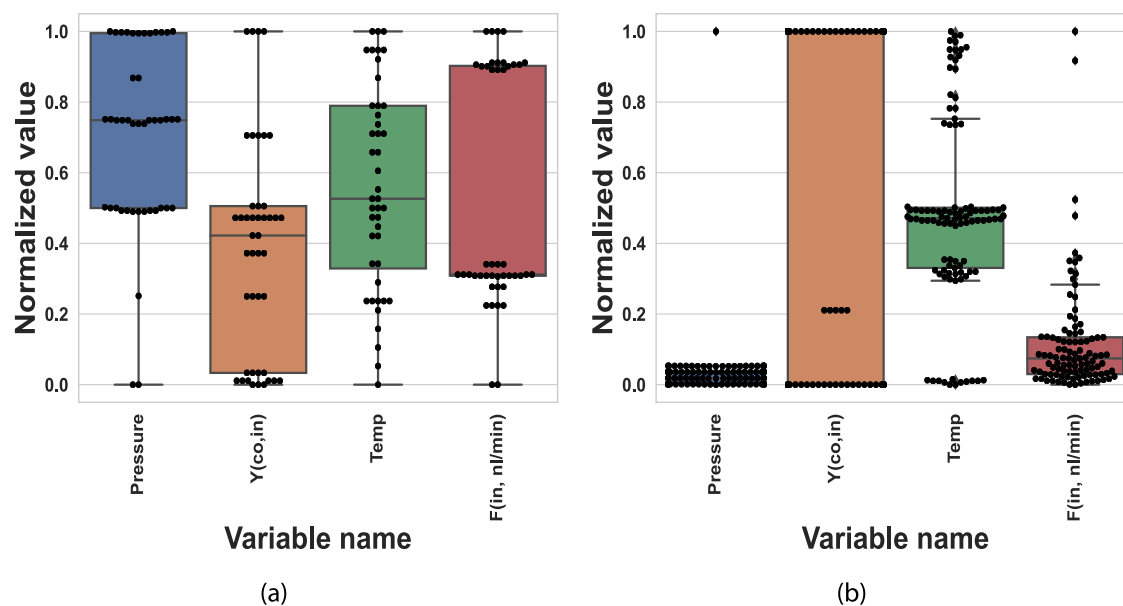 Normalized value
1.0
0.8
0.6
0.4
0.2
0.0
Pressure
Y(co,in)
Temp
F(in, nl/min)
Variable name
(a)
Normalized value
1.0
0.8
0.6
0.4
0.2
0.0
Pressure
Y(co,in)
Temp
F(in, nl/min)
Variable name
(b)